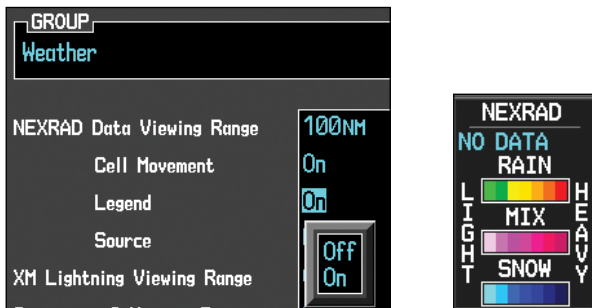 GROUP
Weather
NEXRAD Data Viewing Range 100NM
Cell Movement On
Legend On
Source
Off
XM Lightning Viewing Range On
NEXRAD
NO DATA
RAIN
LIGHT
HEAVY
MIX
SNOW